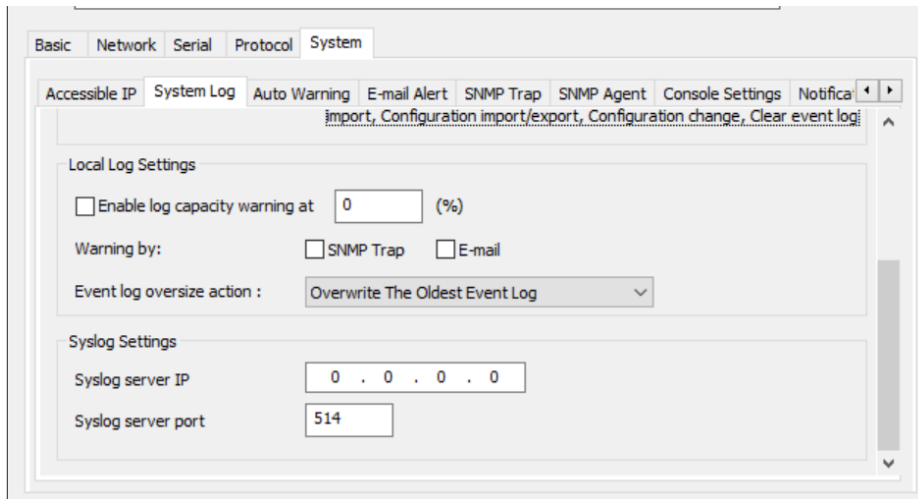 Basic Network Serial Protocol System
Accessible IP System Log Auto Warning E-mail Alert SNMP Trap SNMP Agent Console Settings Notifica
import, Configuration import/export, Configuration change, Clear event log
Local Log Settings
Enable log capacity warning at 0 (%)
Warning by: SNMP Trap E-mail
Event log oversize action : Overwrite The Oldest Event Log
Syslog Settings
Syslog server IP 0 . 0 . 0 . 0
Syslog server port 514